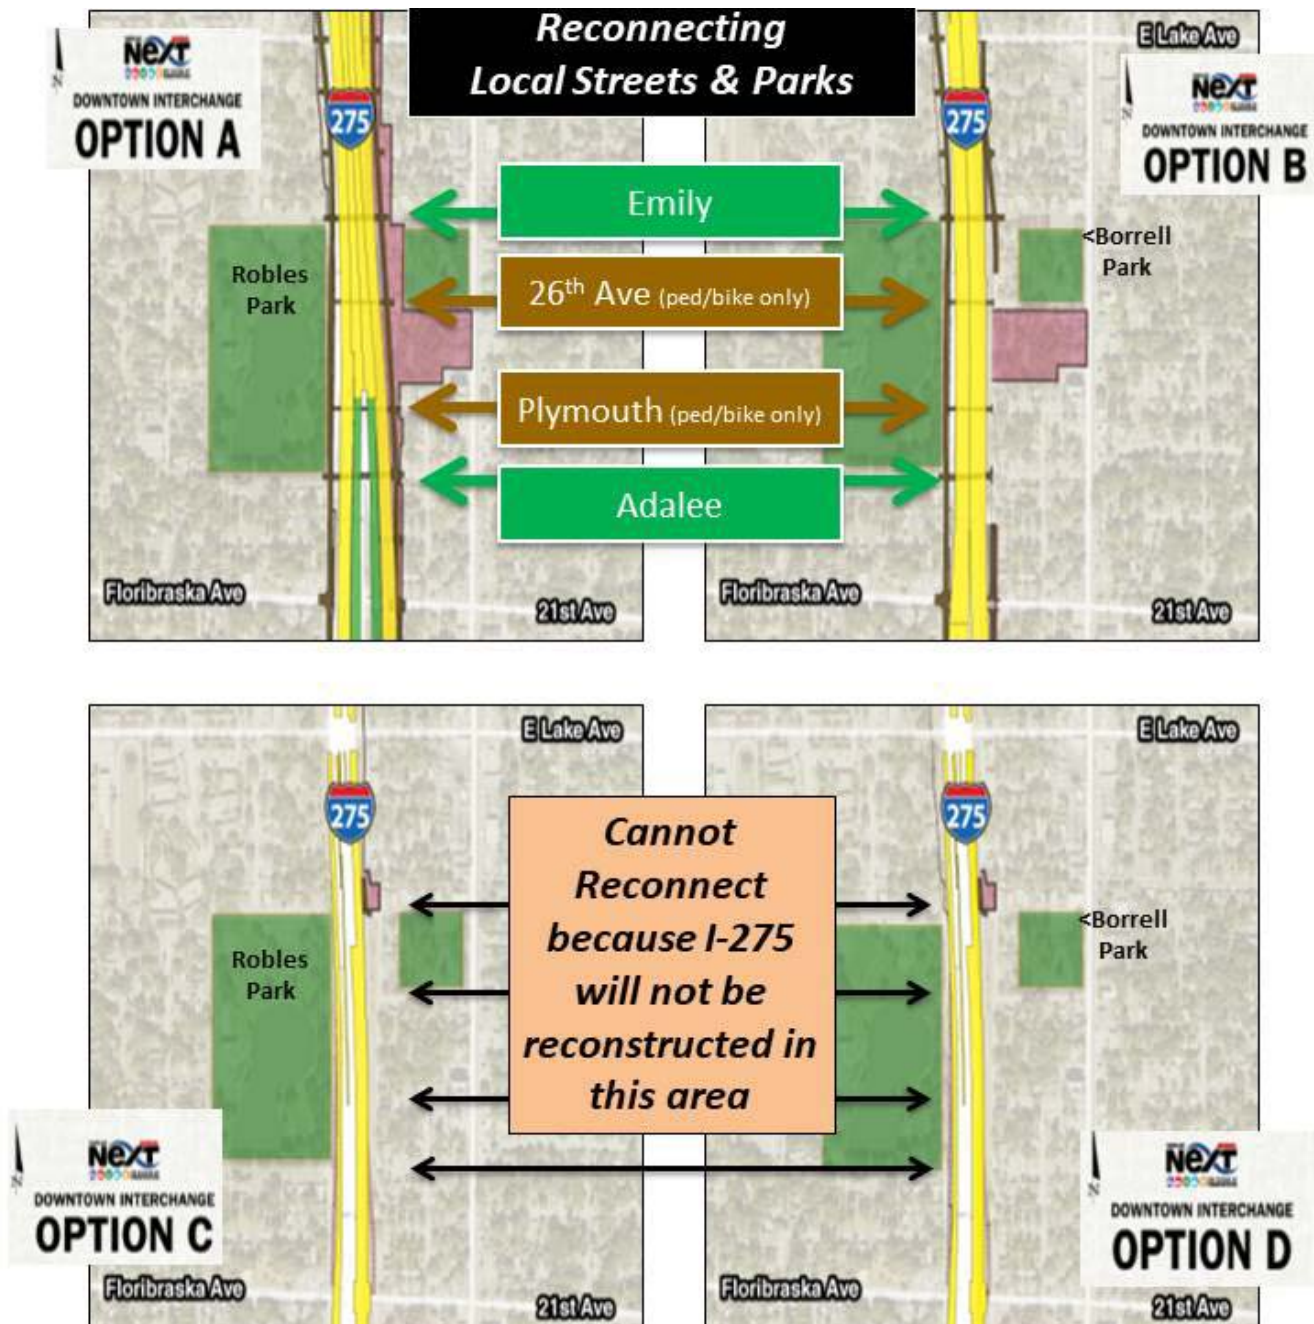 Reconnecting
Local Streets & Parks
NEXT
DOWNTOWN INTERCHANGE
OPTION A
275
Robles
Park
Floribraska Ave
21st Ave
Emily
26th Ave (ped/bike only)
Plymouth (ped/bike only)
Adalee
E Lake Ave
NEXT
DOWNTOWN INTERCHANGE
OPTION B
275
<Borrell
Park
Floribraska Ave
21st Ave
E Lake Ave
275
Robles
Park
NEXT
DOWNTOWN INTERCHANGE
OPTION C
Floribraska Ave
21st Ave
Cannot
Reconnect
because I-275
will not be
reconstructed in
this area
E Lake Ave
275
<Borrell
Park
NEXT
DOWNTOWN INTERCHANGE
OPTION D
Floribraska Ave
21st Ave